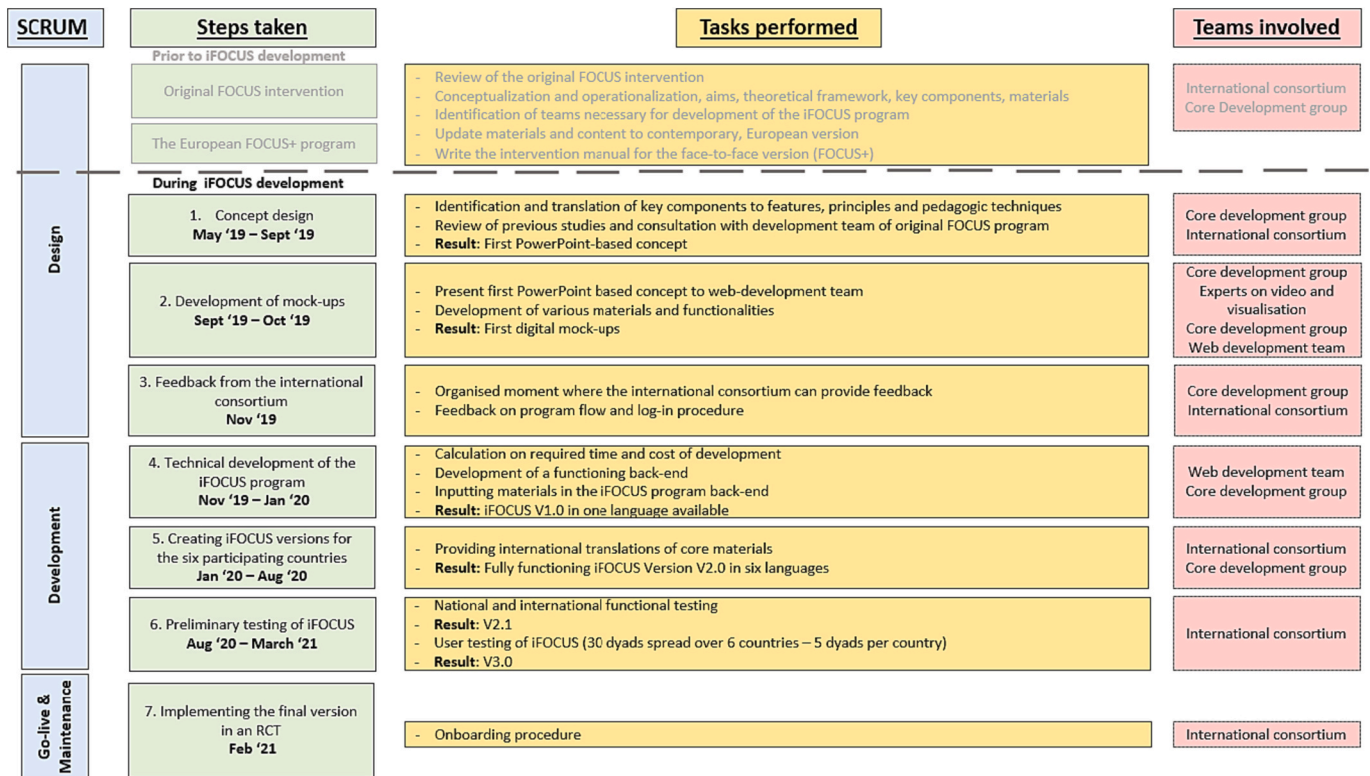 SCRUM
Steps taken
Tasks performed
Teams involved
Prior to iFOCUS development
Design
Original FOCUS intervention
The European FOCUS+ program
- Review of the original FOCUS intervention
- Conceptualization and operationalization, aims, theoretical framework, key components, materials
- Identification of teams necessary for development of the iFOCUS program
- Update materials and content to contemporary, European version
- Write the intervention manual for the face-to-face version (FOCUS+)
International consortium
Core Development group
During iFOCUS development
1. Concept design
May ‘19 – Sept ‘19
- Identification and translation of key components to features, principles and pedagogic techniques
- Review of previous studies and consultation with development team of original FOCUS program
- Result: First PowerPoint-based concept
Core development group
International consortium
2. Development of mock-ups
Sept ‘19 – Oct ‘19
- Present first PowerPoint based concept to web-development team
- Development of various materials and functionalities
- Result: First digital mock-ups
Core development group
Experts on video and
visualisation
Core development group
Web development team
3. Feedback from the international
consortium
Nov ‘19
- Organised moment where the international consortium can provide feedback
- Feedback on program flow and log-in procedure
Core development group
International consortium
Development
4. Technical development of the
iFOCUS program
Nov ‘19 – Jan ‘20
- Calculation on required time and cost of development
- Development of a functioning back-end
- Inputting materials in the iFOCUS program back-end
- Result: iFOCUS V1.0 in one language available
Web development team
Core development group
5. Creating iFOCUS versions for
the six participating countries
Jan ‘20 – Aug ‘20
- Providing international translations of core materials
- Result: Fully functioning iFOCUS Version V2.0 in six languages
International consortium
Core development group
6. Preliminary testing of iFOCUS
Aug ‘20 – March ‘21
- National and international functional testing
- Result: V2.1
- User testing of iFOCUS (30 dyads spread over 6 countries – 5 dyads per country)
- Result: V3.0
International consortium
Go-live &
Maintenance
7. Implementing the final version
in an RCT
Feb ‘21
- Onboarding procedure
International consortium